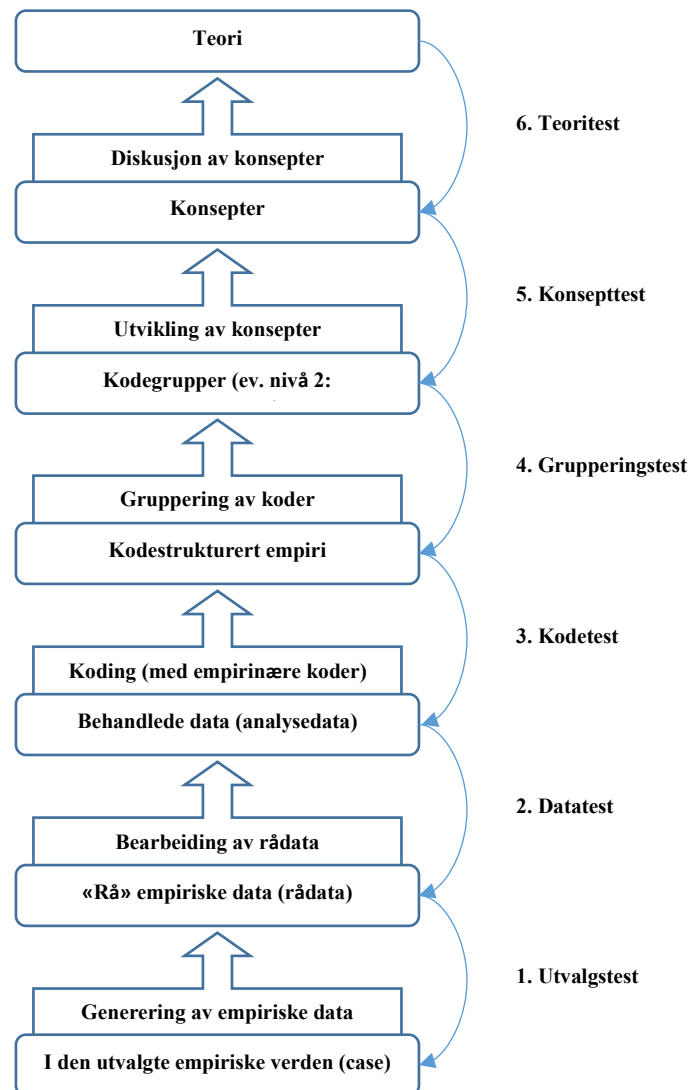 Teori
6. Teoritest
Diskusjon av konsepter
Konsepter
5. Konsepttest
Utvikling av konsepter
Kodegrupper (ev. nivå 2:
4. Grupperingstest
Gruppering av koder
Kodestrukturert empiri
3. Kodetest
Koding (med empirinære koder)
Behandlede data (analysedata)
2. Datatest
Bearbeiding av rådata
«Rå» empiriske data (rådata)
1. Utvalgstest
Generering av empiriske data
I den utvalgte empiriske verden (case)